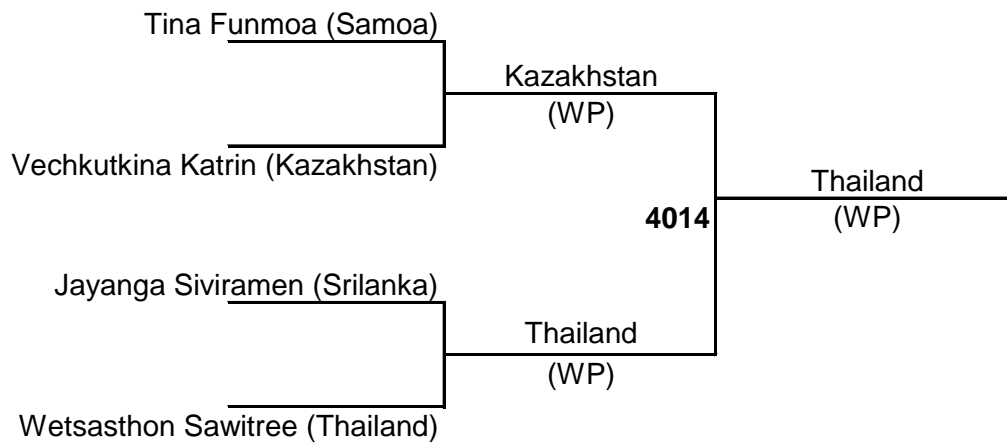 Tina Funmoa (Samoa)
Kazakhstan
(WP)
Vechkutkina Katrin (Kazakhstan)
Thailand
(WP)
4014
Jayanga Siviramen (Srilanka)
Thailand
(WP)
Wetsasthon Sawitree (Thailand)